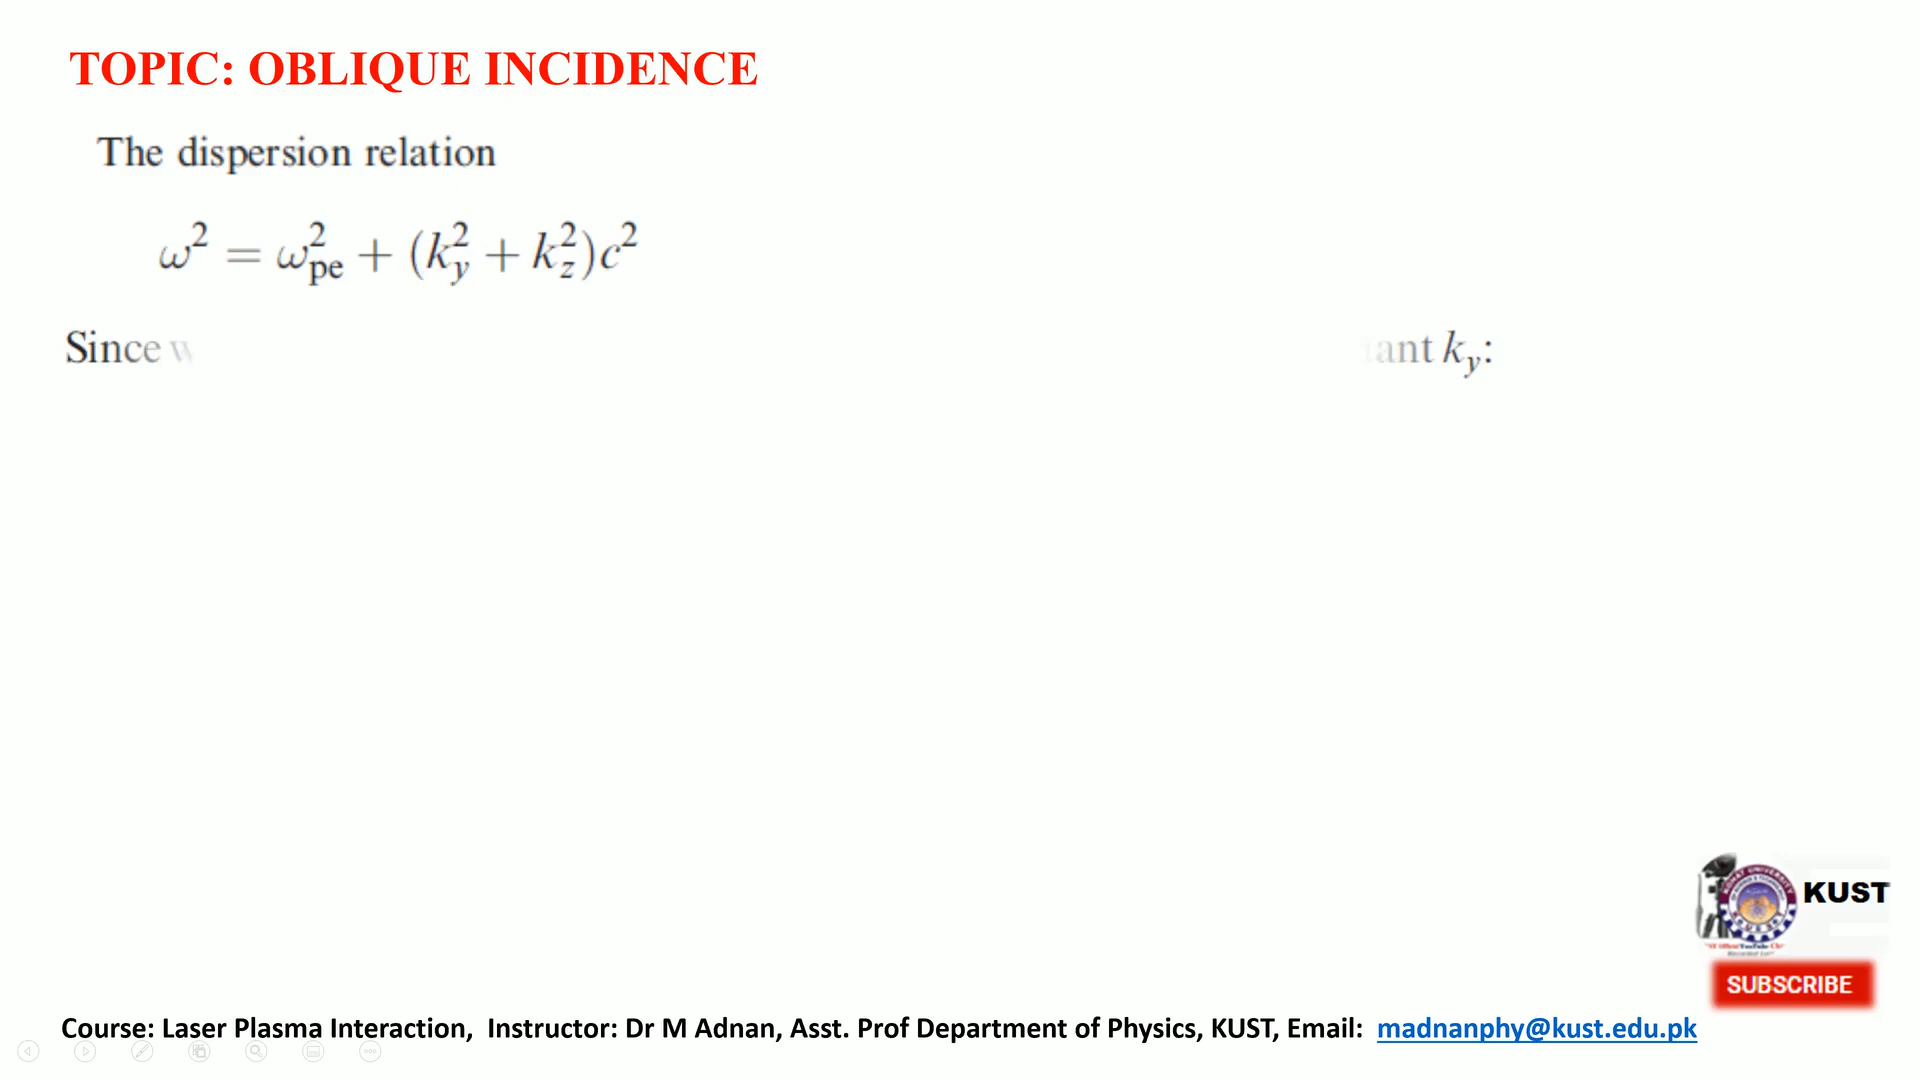 TOPIC: OBLIQUE INCIDENCE
The dispersion relation
ω² = ω²pe + (k²y + k²z)c²
Since ky:
KUST
SUBSCRIBE
Course: Laser Plasma Interaction, Instructor: Dr M Adnan, Asst. Prof Department of Physics, KUST, Email: madnanphy@kust.edu.pk